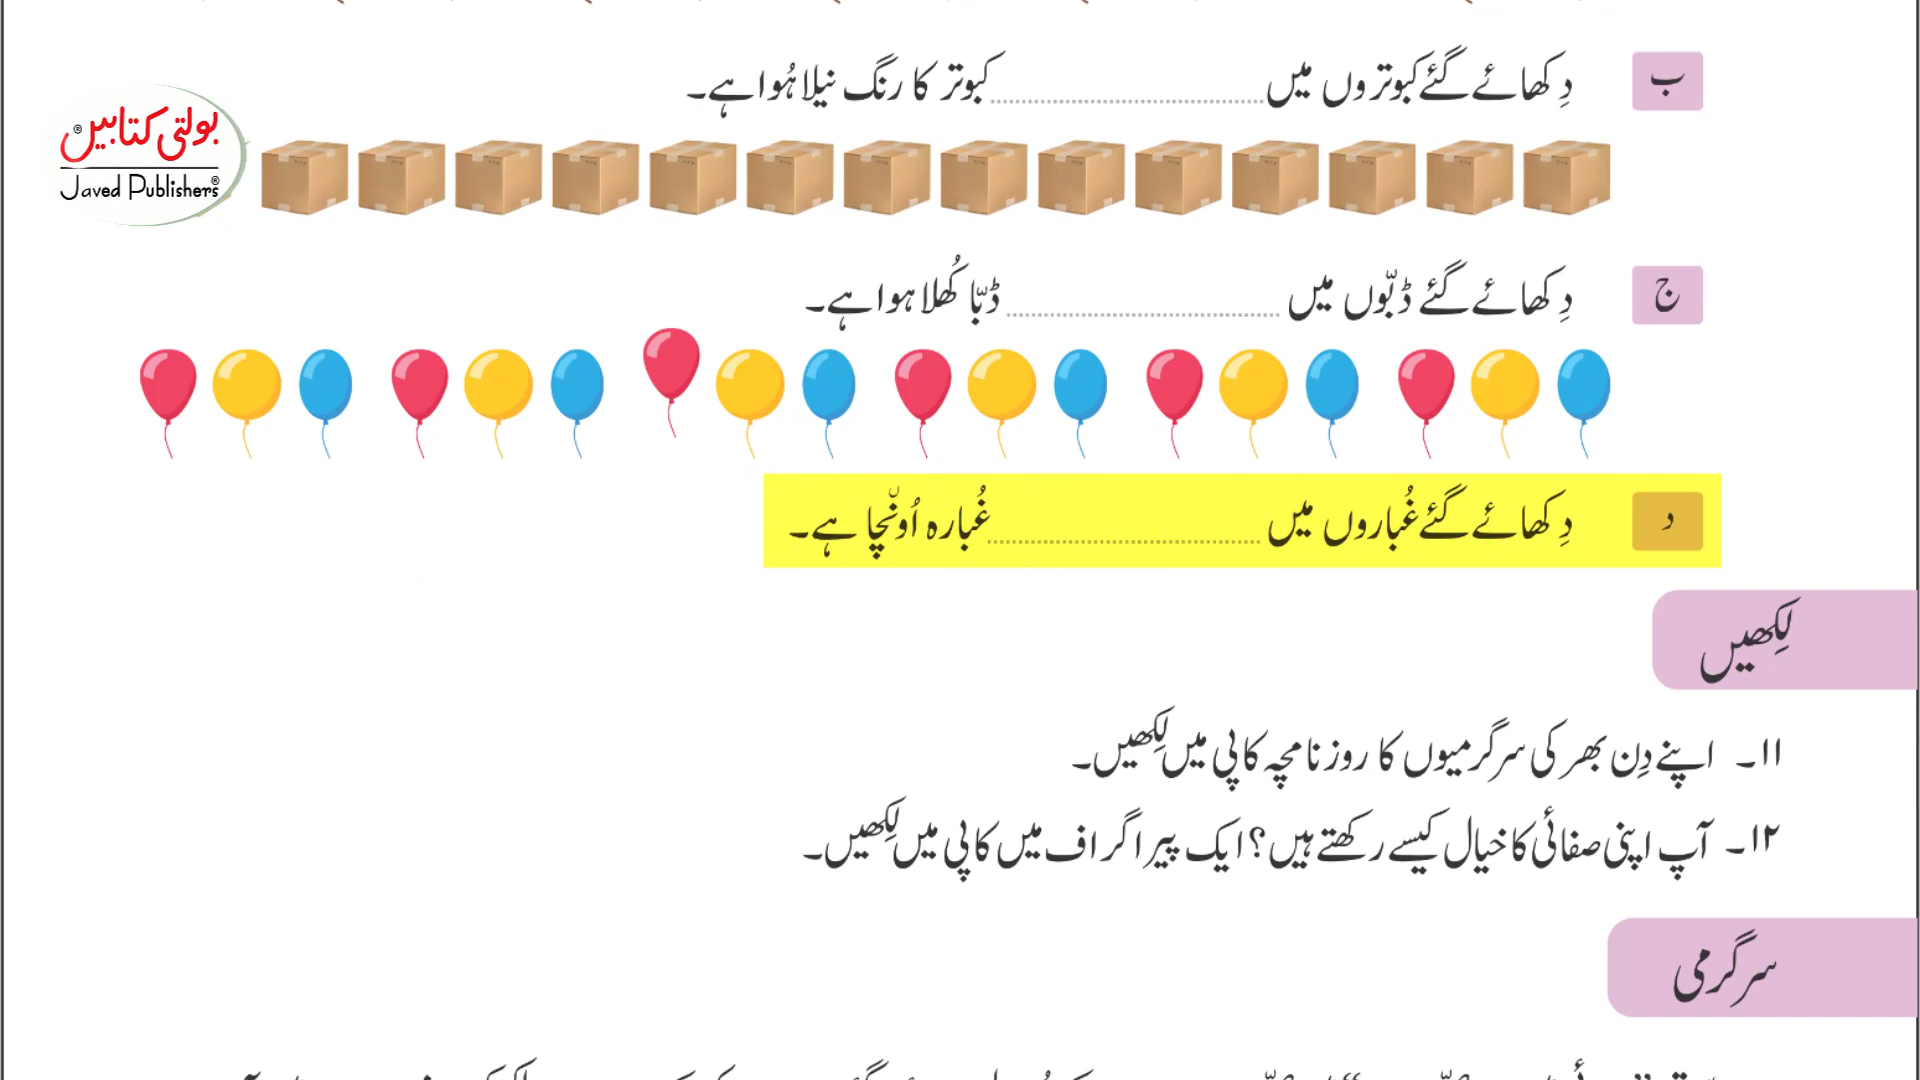 ب دِکھائے گئے کبوتروں میں ........................ کبوتر کا رنگ نیلا ہُوا ہے۔
بولتی کتابیں®
Javed Publishers®
ج دِکھائے گئے ڈبّوں میں ........................ ڈبّا کُھلا ہوا ہے۔
د دِکھائے گئے غُباروں میں ........................ غُبارہ اُون٘چا ہے۔
لِکھیں
۱۱۔ اپنے دِن بھر کی سرگرمیوں کا روزنامچہ کاپی میں لِکھیں۔
۱۲۔ آپ اپنی صفائی کا خیال کیسے رکھتے ہیں؟ ایک پیراگراف میں کاپی میں لِکھیں۔
سرگرمی